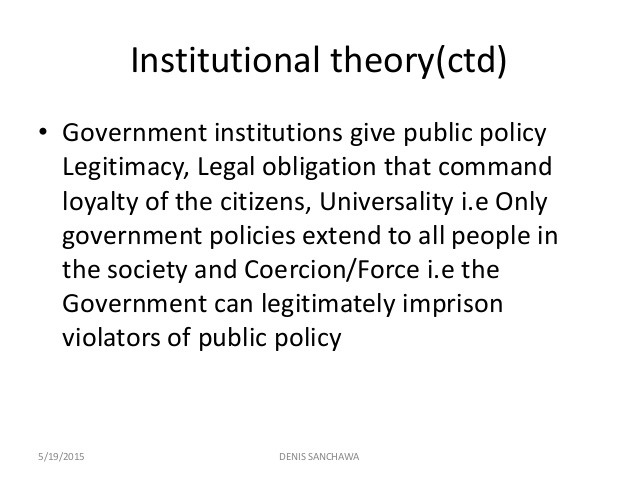 Institutional theory(ctd)
• Government institutions give public policy
Legitimacy, Legal obligation that command
loyalty of the citizens, Universality i.e Only
government policies extend to all people in
the society and Coercion/Force i.e the
Government can legitimately imprison
violators of public policy
5/19/2015
DENIS SANCHAWA